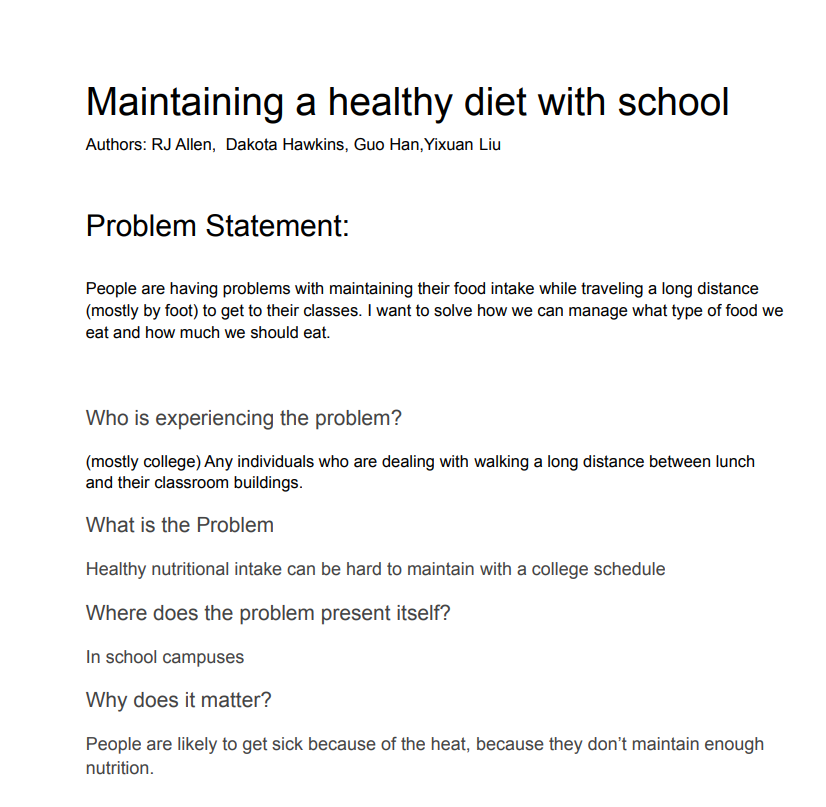 Maintaining a healthy diet with school
Authors: RJ Allen,  Dakota Hawkins, Guo Han,Yixuan Liu
Problem Statement:
People are having problems with maintaining their food intake while traveling a long distance
(mostly by foot) to get to their classes. I want to solve how we can manage what type of food we
eat and how much we should eat.
Who is experiencing the problem?
(mostly college) Any individuals who are dealing with walking a long distance between lunch
and their classroom buildings.
What is the Problem
Healthy nutritional intake can be hard to maintain with a college schedule
Where does the problem present itself?
In school campuses
Why does it matter?
People are likely to get sick because of the heat, because they don’t maintain enough
nutrition.